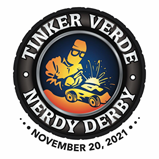 • TINKER VERDE •
NERDY DERBY
• NOVEMBER 20, 2021 •